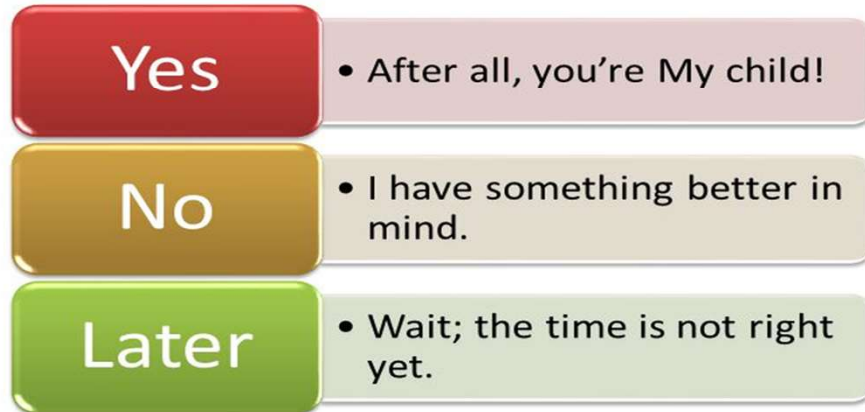 Yes
• After all, you’re My child!
No
• I have something better in
mind.
Later
• Wait; the time is not right
yet.